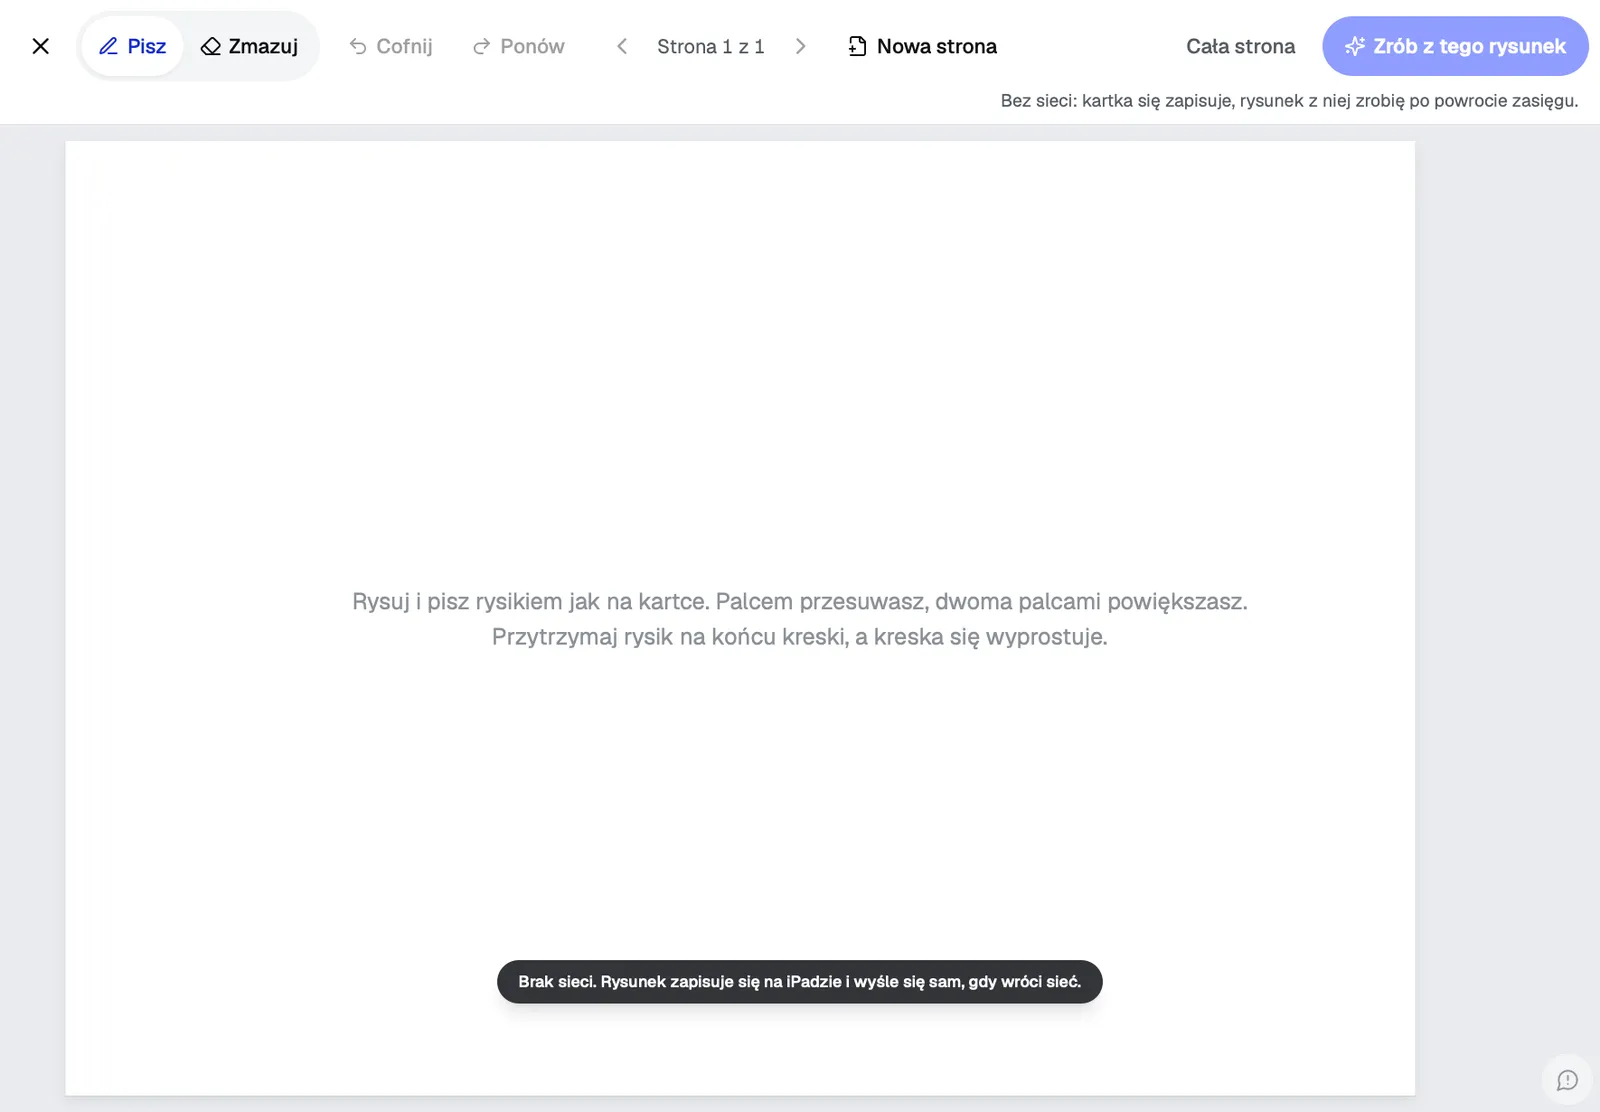 Pisz Zmazuj Cofnij Ponów Strona 1 z 1 Nowa strona Cała strona Zrób z tego rysunek
Bez sieci: kartka się zapisuje, rysunek z niej zrobię po powrocie zasięgu.
Rysuj i pisz rysikiem jak na kartce. Palcem przesuwasz, dwoma palcami powiększasz.
Przytrzymaj rysik na końcu kreski, a kreska się wyprostuje.
Brak sieci. Rysunek zapisuje się na iPadzie i wyśle się sam, gdy wróci sieć.